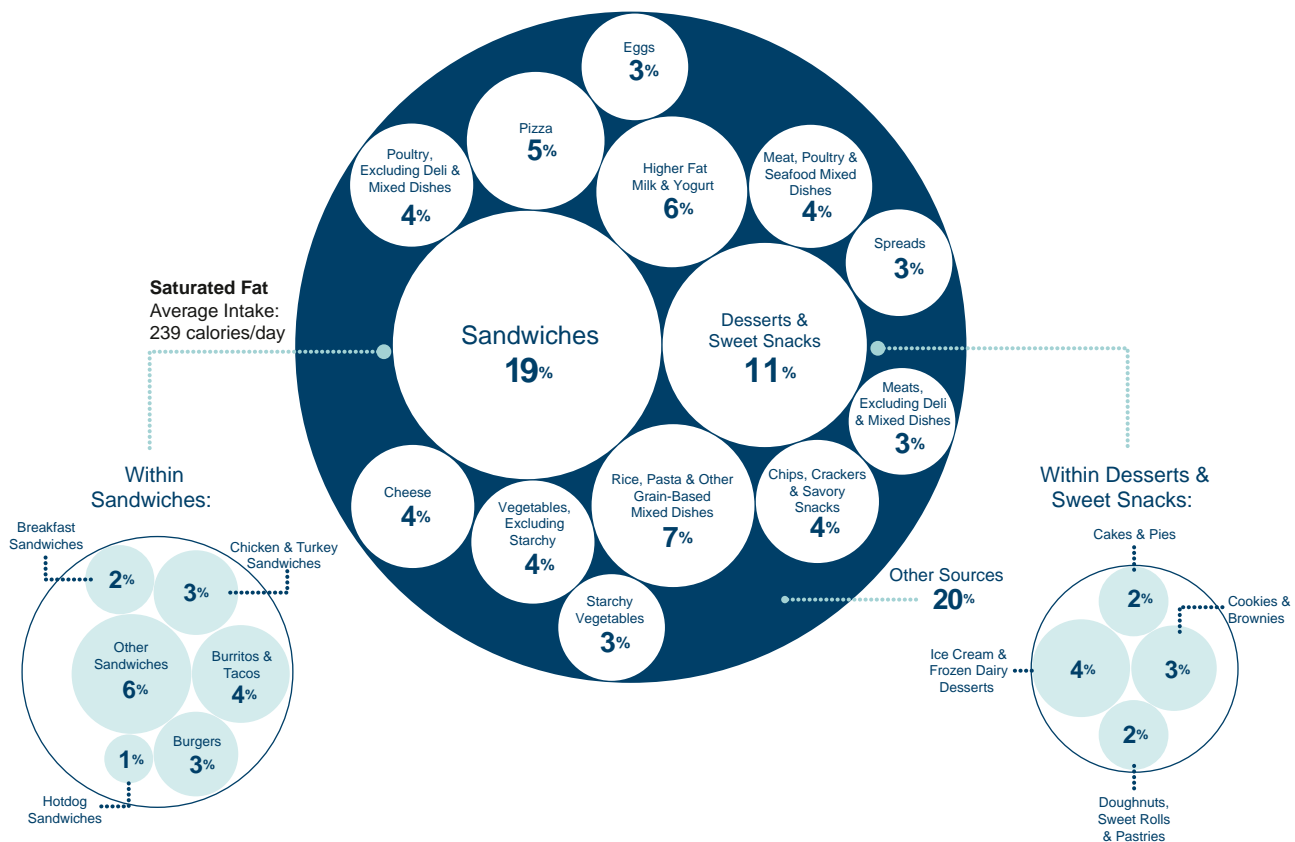 Eggs
3%
Pizza
5%
Poultry,
Excluding Deli &
Mixed Dishes
4%
Higher Fat
Milk & Yogurt
6%
Meat, Poultry &
Seafood Mixed
Dishes
4%
Spreads
3%
Saturated Fat
Average Intake:
239 calories/day
Sandwiches
19%
Desserts &
Sweet Snacks
11%
Meats,
Excluding Deli
& Mixed Dishes
3%
Cheese
4%
Vegetables,
Excluding
Starchy
4%
Rice, Pasta & Other
Grain-Based
Mixed Dishes
7%
Chips, Crackers
& Savory
Snacks
4%
Starchy
Vegetables
3%
Other Sources
20%
Within
Sandwiches:
Breakfast
Sandwiches
2%
Chicken & Turkey
Sandwiches
3%
Other
Sandwiches
6%
Burritos &
Tacos
4%
Burgers
3%
1%
Hotdog
Sandwiches
Within Desserts &
Sweet Snacks:
Cakes & Pies
2%
Cookies &
Brownies
3%
Ice Cream &
Frozen Dairy
Desserts
4%
2%
Doughnuts,
Sweet Rolls
& Pastries